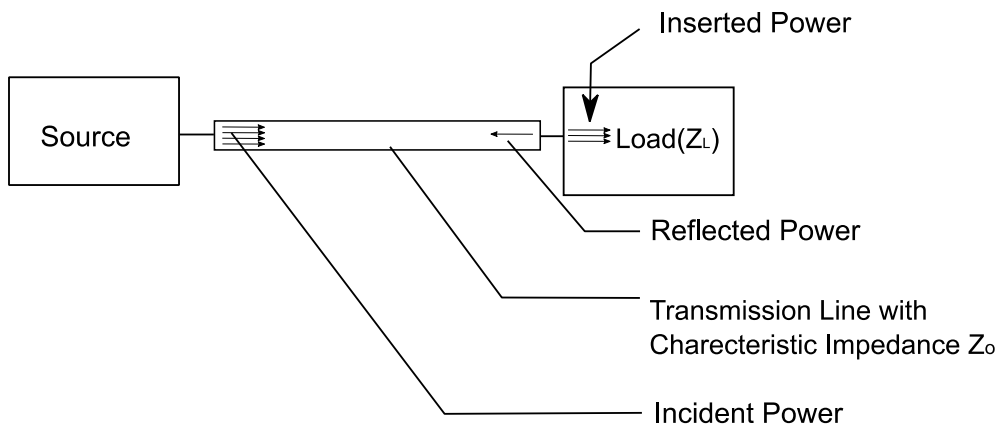 Inserted Power
Source
Load(ZL)
Reflected Power
Transmission Line with
Charecteristic Impedance Zo
Incident Power